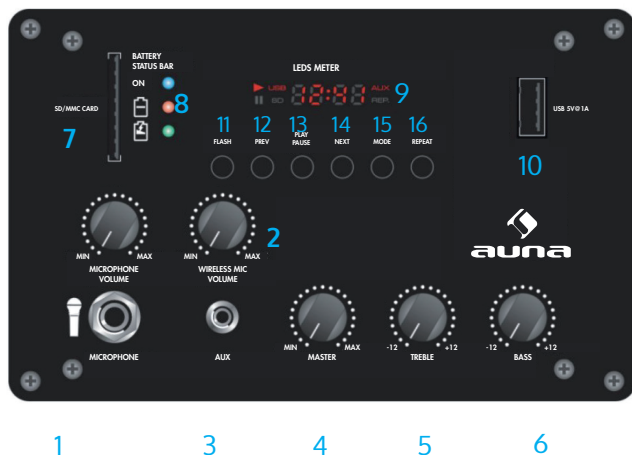 BATTERY
STATUS BAR
ON
8
SD/MMC CARD
7
LEDS METER
USB 12:41 AUX
SD REP.
9
11 12 13 14 15 16
FLASH PREV PLAY PAUSE NEXT MODE REPEAT
USB 5V@1A
10
2
MIN MAX
MICROPHONE
VOLUME
MIN MAX
WIRELESS MIC
VOLUME
auna
MICROPHONE
AUX
MIN MAX
MASTER
-12 +12
TREBLE
-12 +12
BASS
1 3 4 5 6